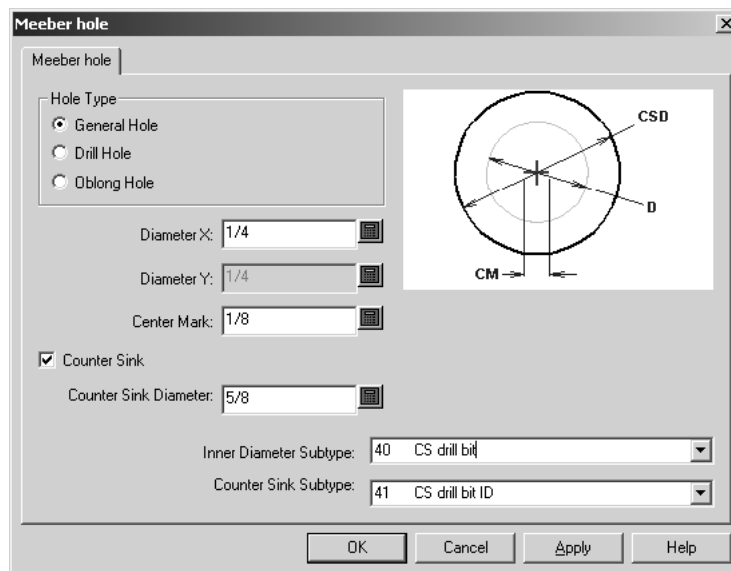 Meeber hole
Meeber hole
Hole Type
General Hole
Drill Hole
Oblong Hole
CSD
D
CM
Diameter X: 1/4
Diameter Y: 1/4
Center Mark: 1/8
Counter Sink
Counter Sink Diameter: 5/8
Inner Diameter Subtype: 40 CS drill bit
Counter Sink Subtype: 41 CS drill bit ID
OK Cancel Apply Help